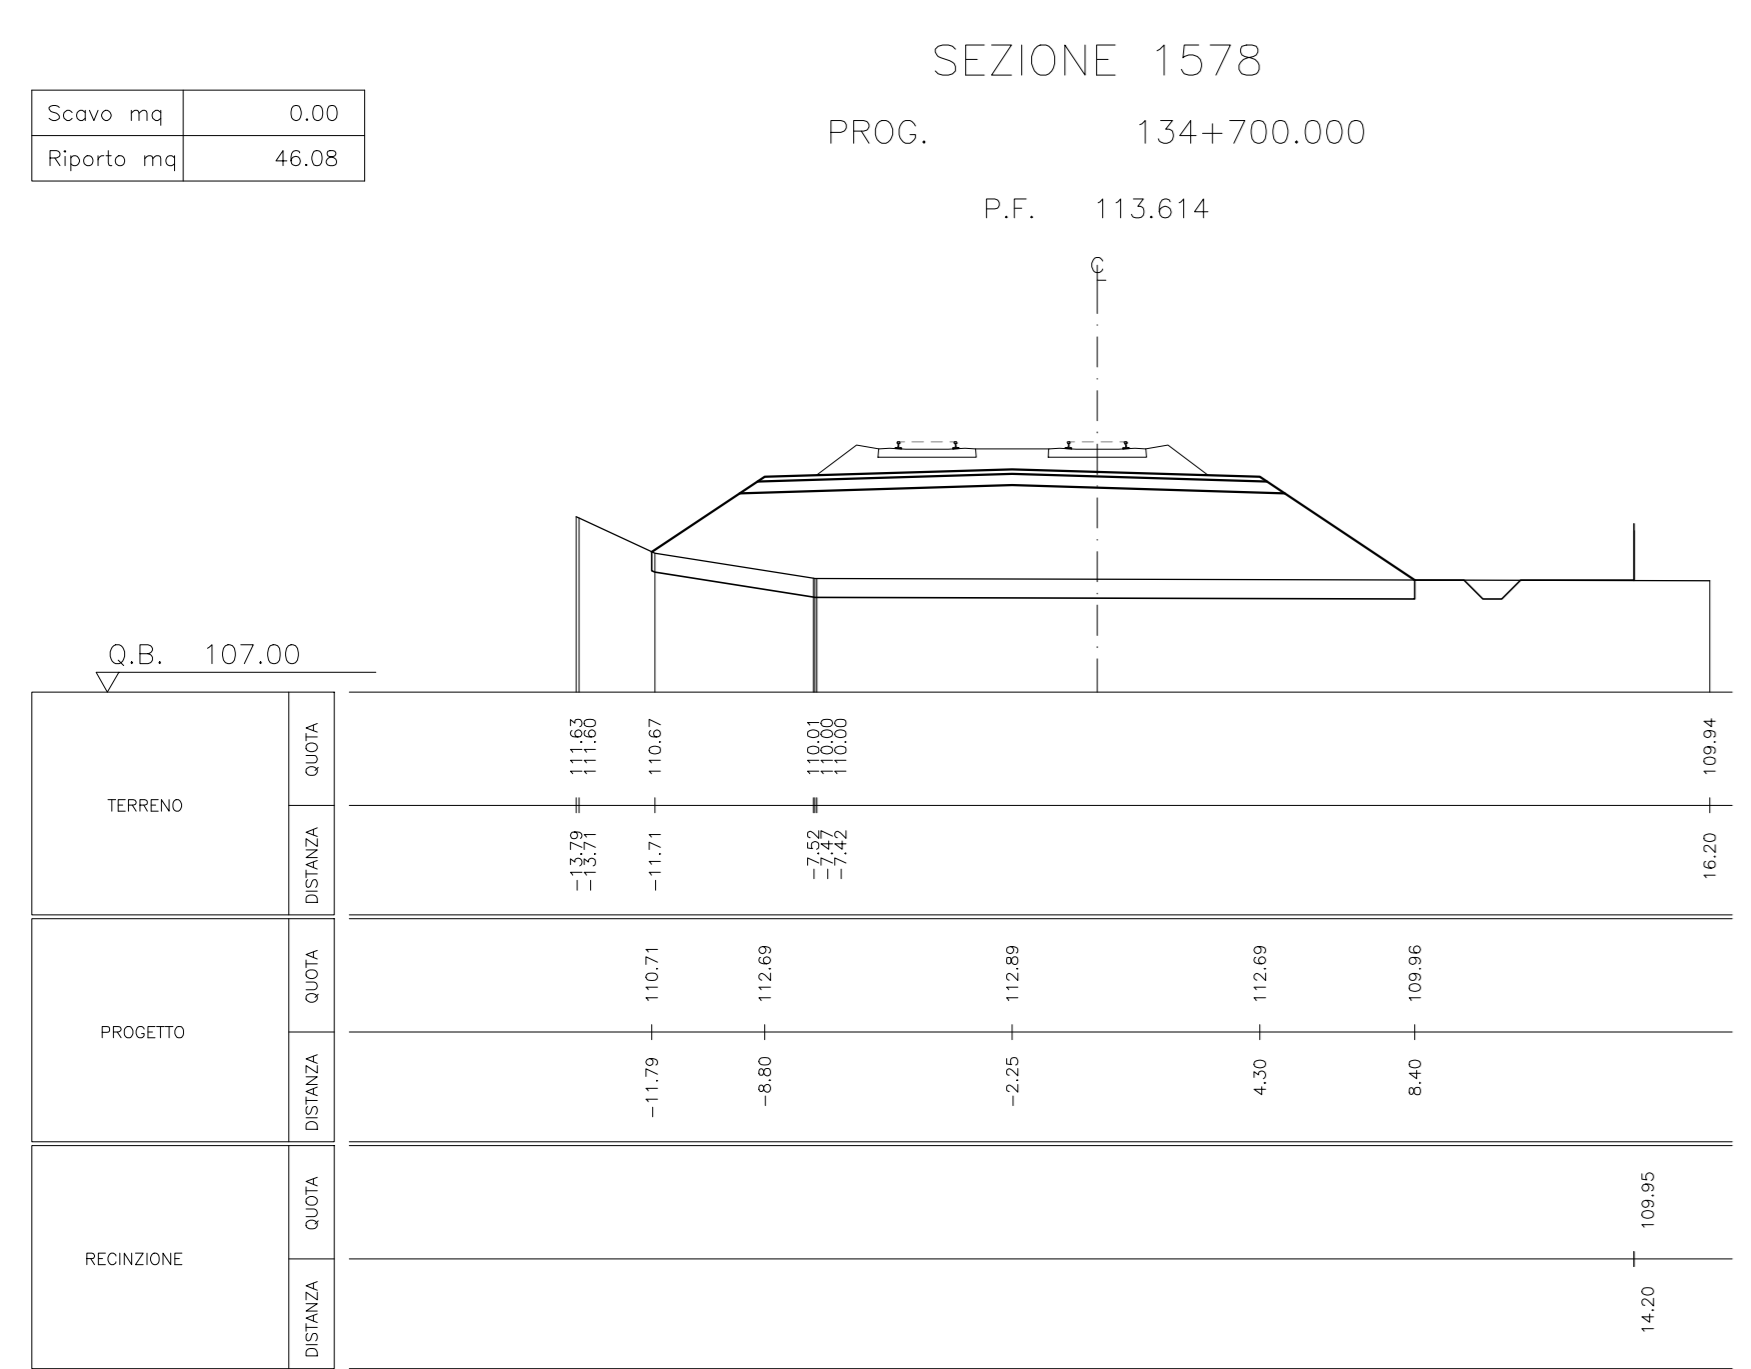 SEZIONE 1578
Scavo mq 0.00
PROG. 134+700.000
Riporto mq 46.08
P.F. 113.614
℄
Q.B. 107.00
TERRENO
QUOTA
111.63
111.60
110.67
110.01
110.00
110.00
109.94
DISTANZA
-13.79
-13.71
-11.71
-7.52
-7.47
-7.42
16.20
PROGETTO
QUOTA
110.71
112.69
112.89
112.69
109.96
DISTANZA
-11.79
-8.80
-2.25
4.30
8.40
RECINZIONE
QUOTA
109.95
DISTANZA
14.20